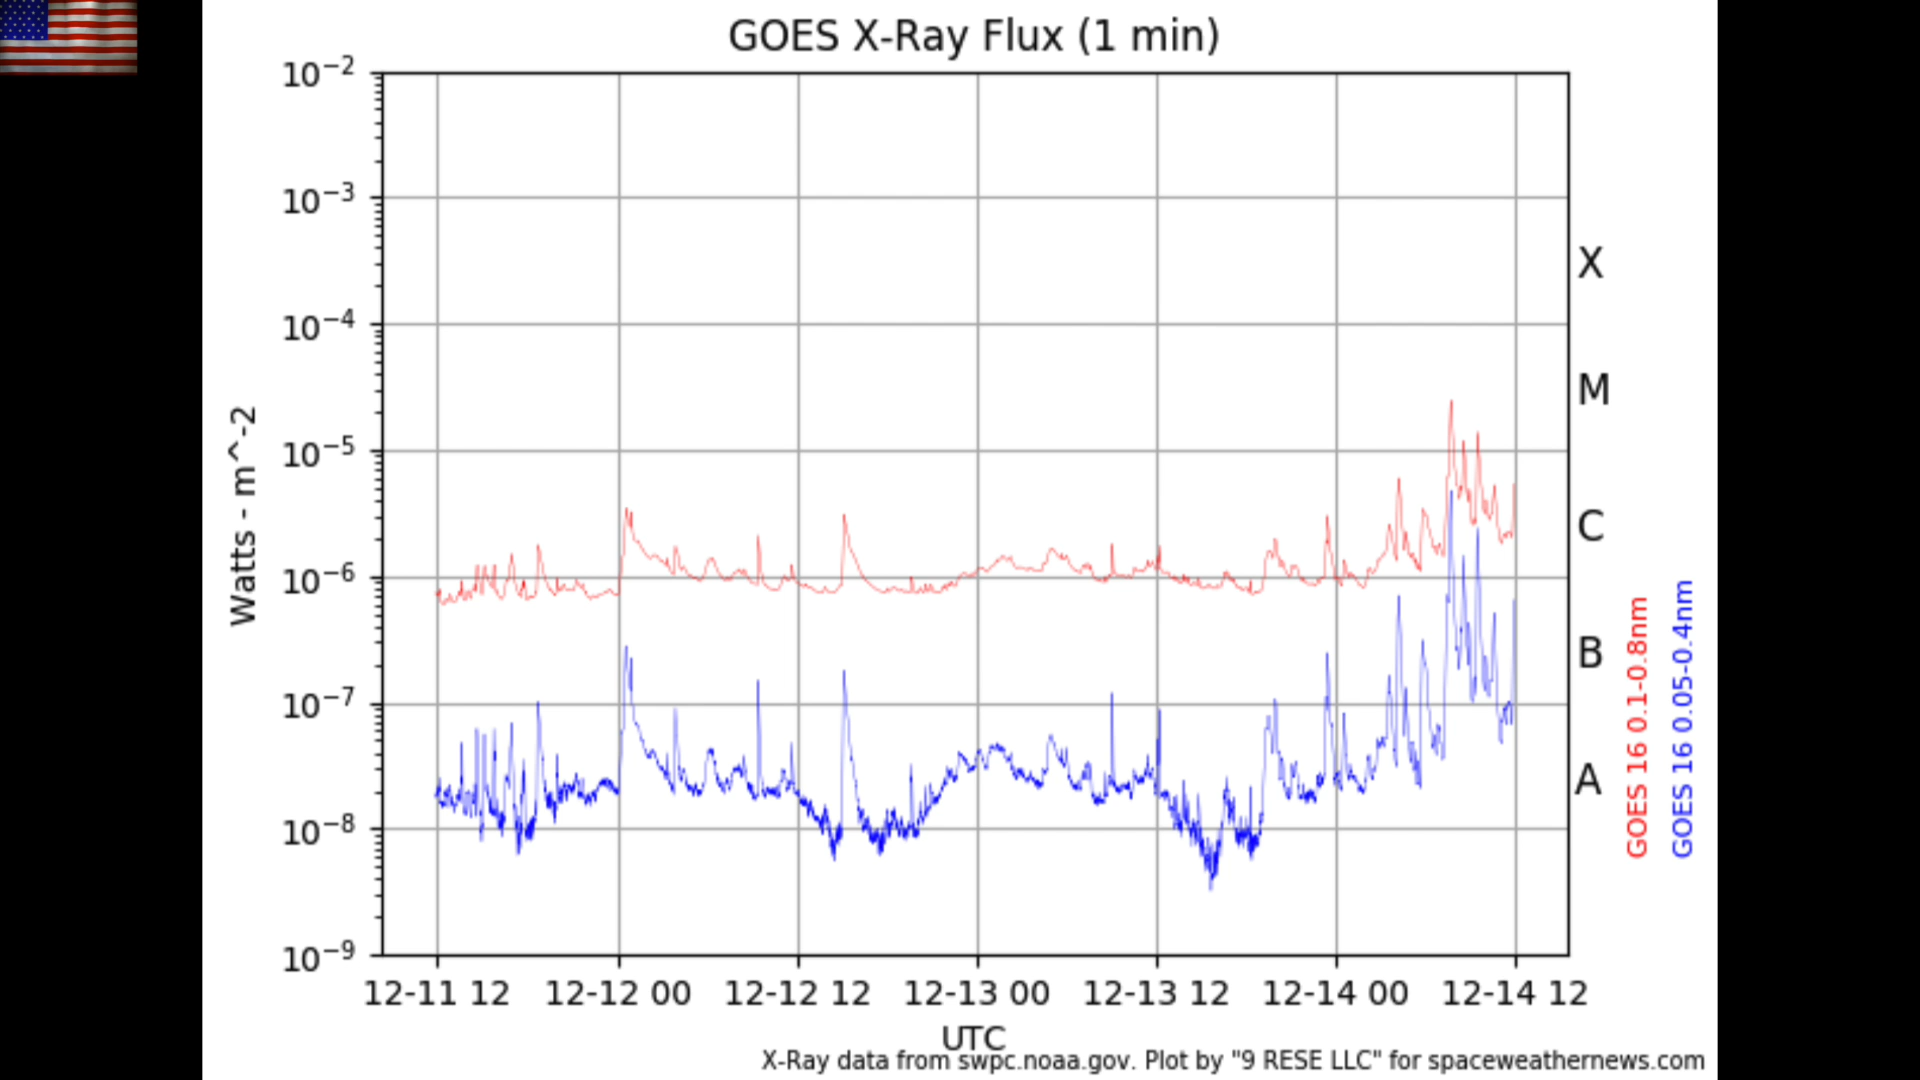 GOES X-Ray Flux (1 min)
10^−2
10^−3
10^−4
10^−5
10^−6
10^−7
10^−8
10^−9
Watts - m^-2
X
M
C
B
A
GOES 16 0.1-0.8nm
GOES 16 0.05-0.4nm
12-11 12 12-12 00 12-12 12 12-13 00 12-13 12 12-14 00 12-14 12
UTC
X-Ray data from swpc.noaa.gov. Plot by "9 RESE LLC" for spaceweathernews.com